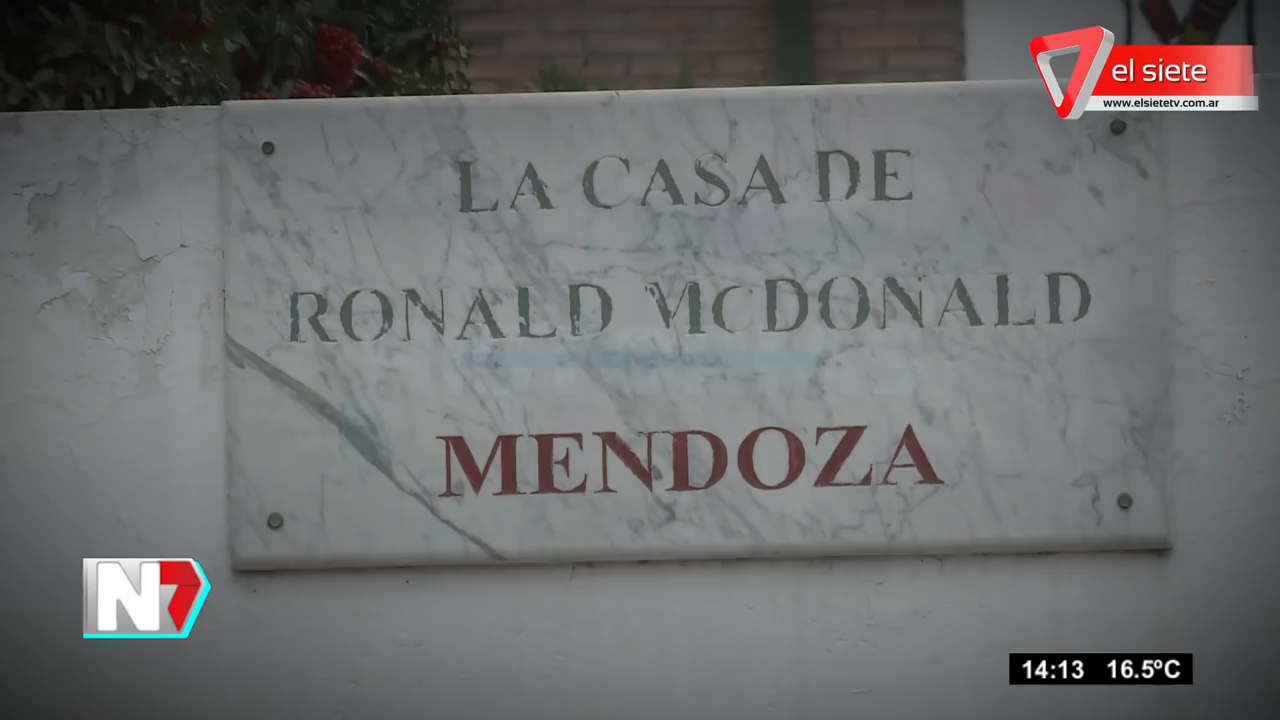 el siete
www.elsietetv.com.ar
LA CASA DE
RONALD McDONALD
MENDOZA
N7
14:13 16.5ºC